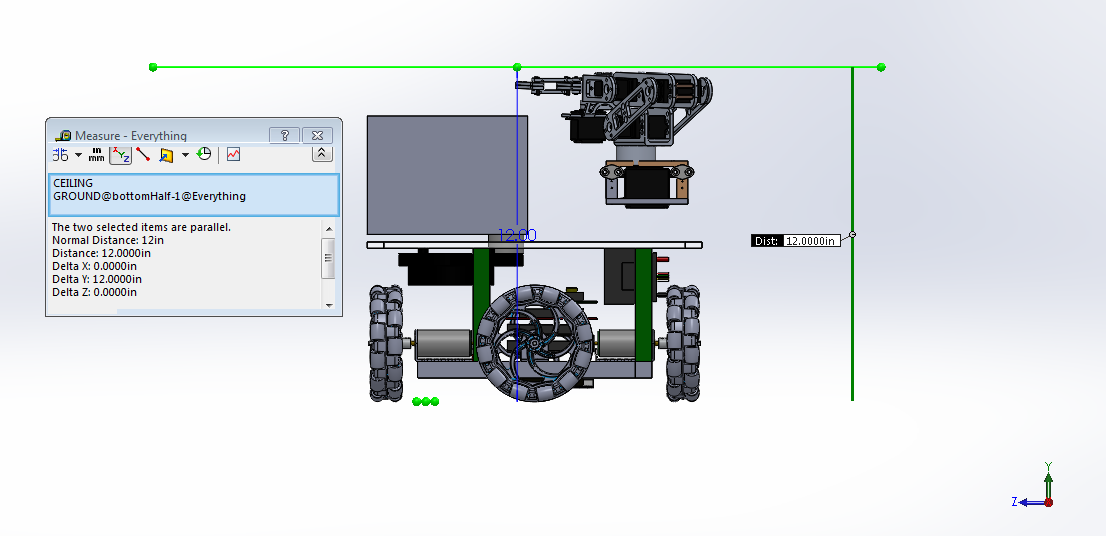 Measure - Everything
?
in
mm
XYZ
CEILING
GROUND@bottomHalf-1@Everything
The two selected items are parallel.
Normal Distance: 12in
Distance: 12.0000in
Delta X: 0.0000in
Delta Y: 12.0000in
Delta Z: 0.0000in
12.00
Dist: 12.0000in
Y
Z